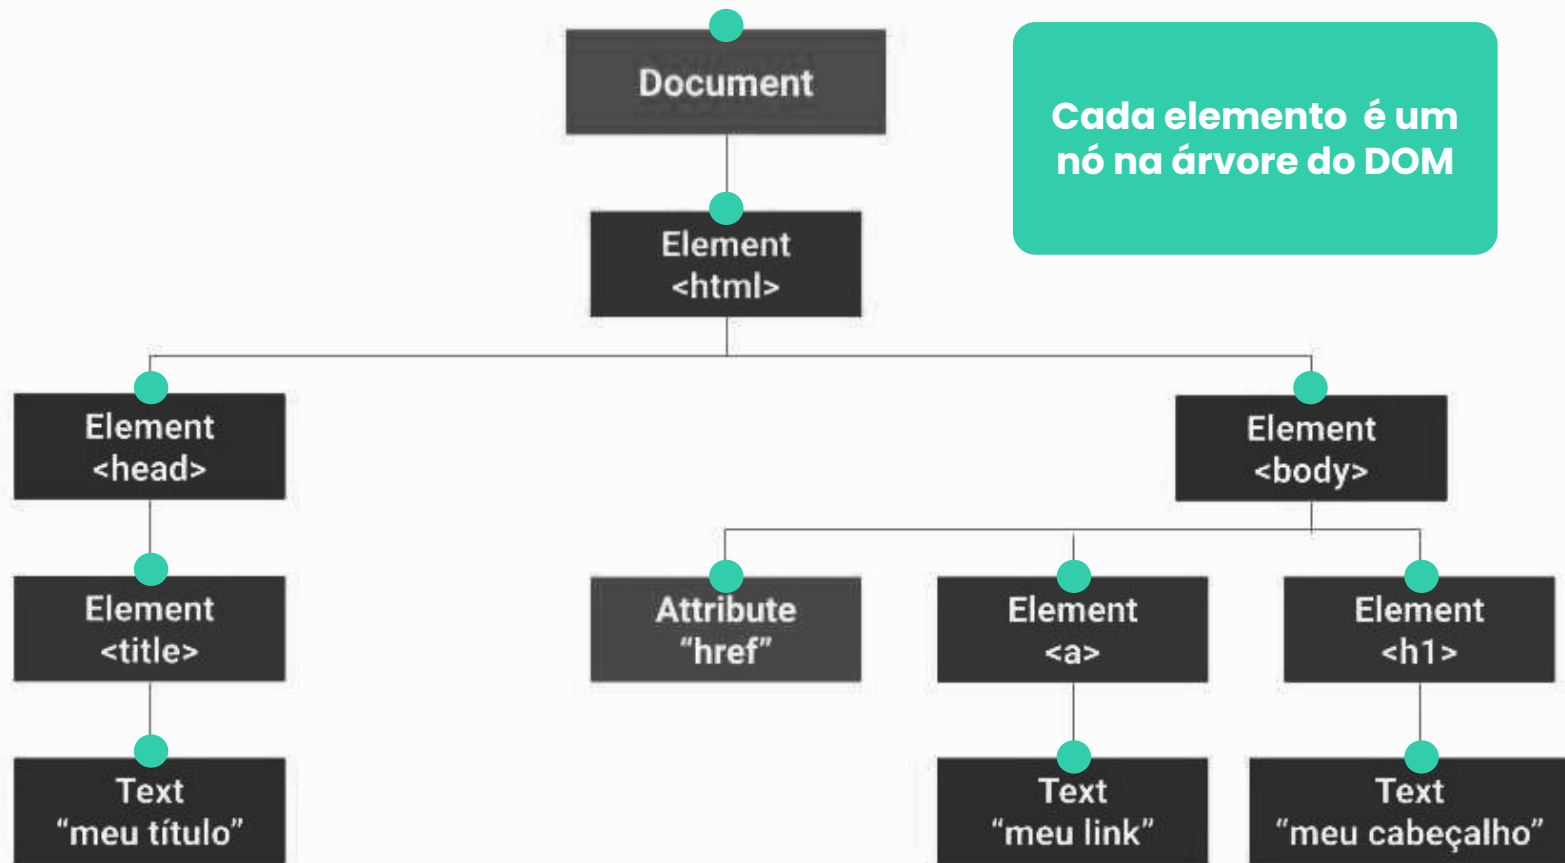 Document
Cada elemento é um
nó na árvore do DOM
Element
<html>
Element
<head>
Element
<body>
Element
<title>
Attribute
“href”
Element
<a>
Element
<h1>
Text
“meu título”
Text
“meu link”
Text
“meu cabeçalho”